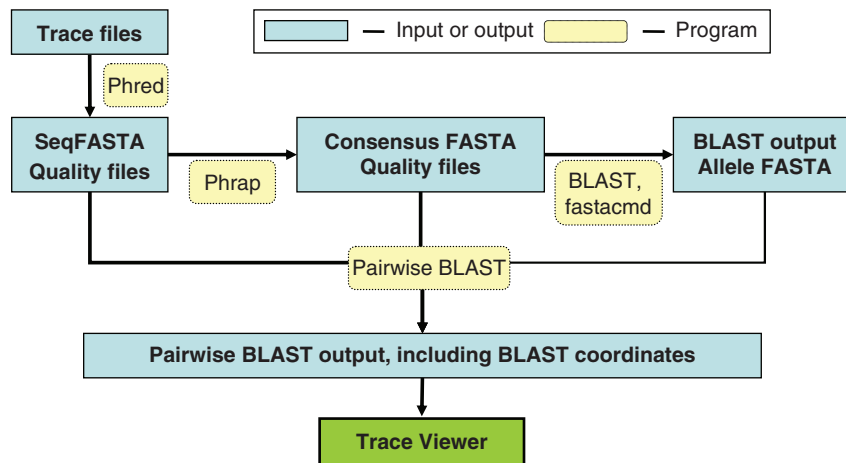 Trace files
— Input or output
— Program
Phred
SeqFASTA
Quality files
Phrap
Consensus FASTA
Quality files
BLAST,
fastacmd
BLAST output
Allele FASTA
Pairwise BLAST
Pairwise BLAST output, including BLAST coordinates
Trace Viewer